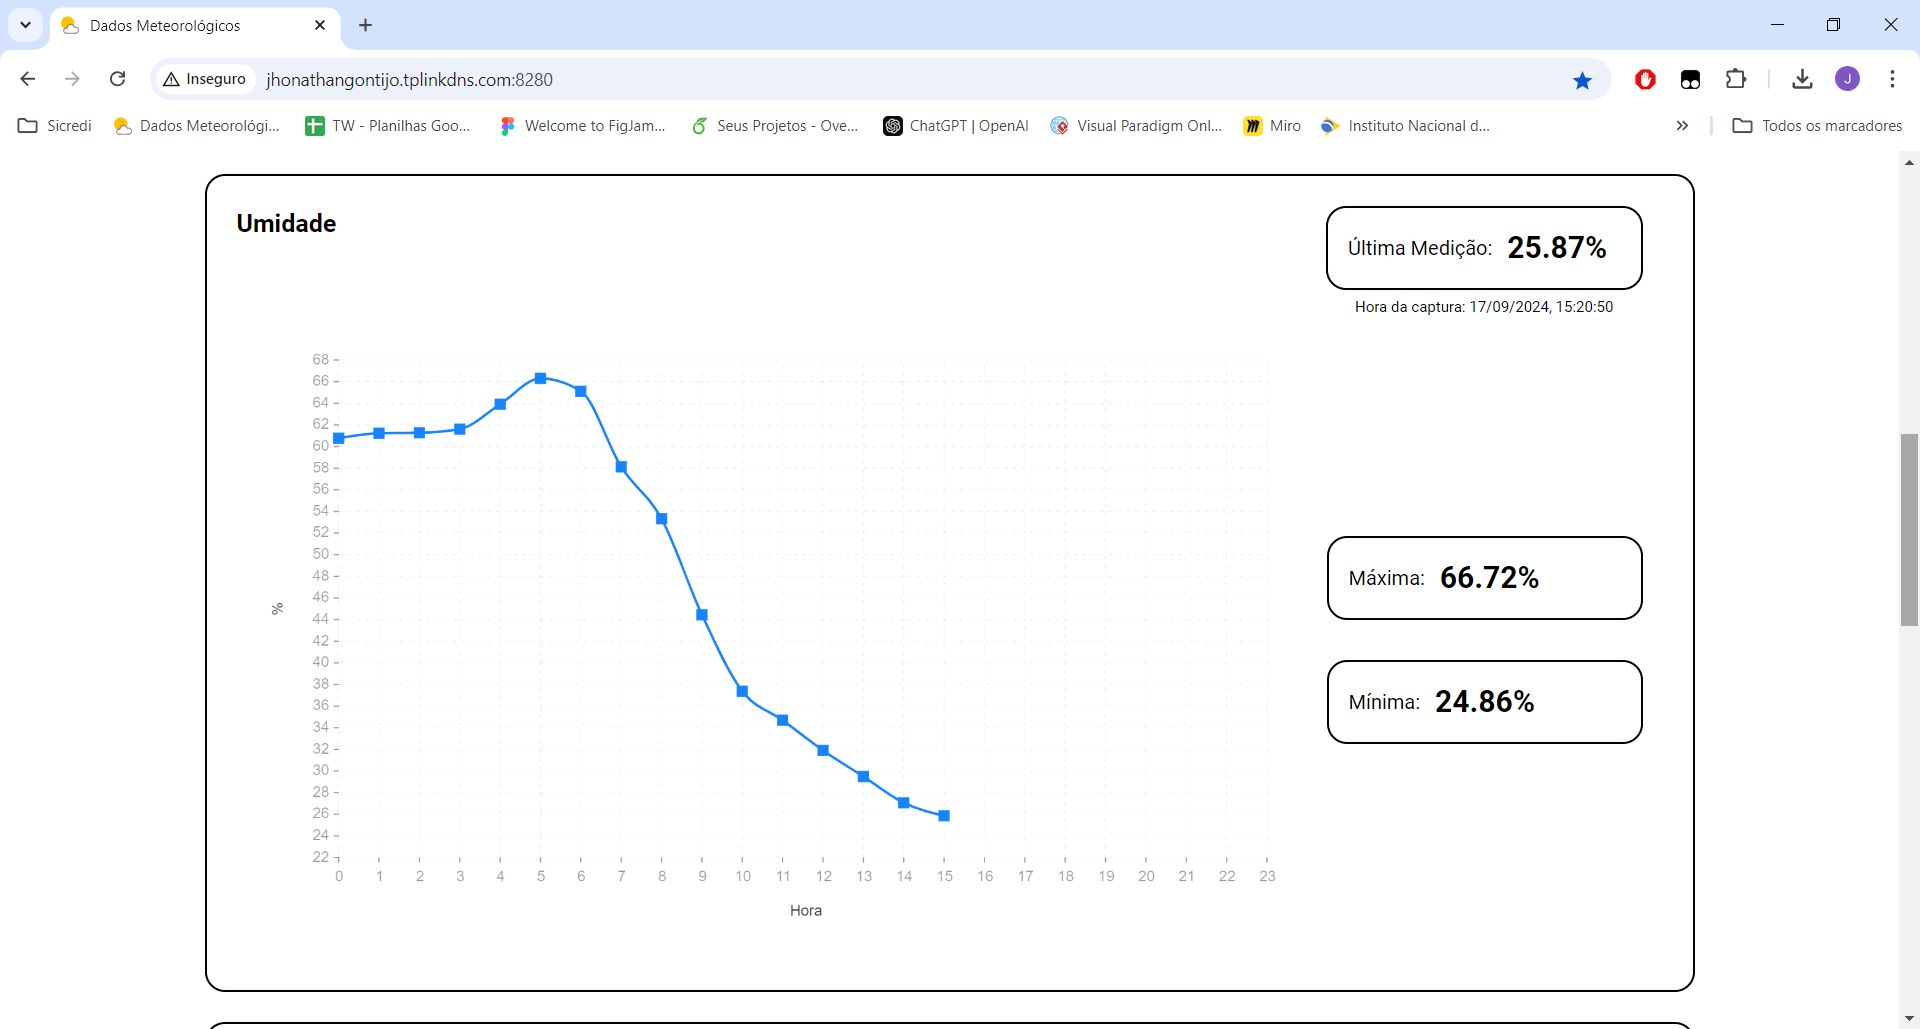 Dados Meteorológicos
Inseguro jhonathangontijo.tplinkdns.com:8280
J
Sicredi Dados Meteorológi... TW - Planilhas Goo... Welcome to FigJam... Seus Projetos - Ove... ChatGPT | OpenAI Visual Paradigm Onl... Miro Instituto Nacional d... Todos os marcadores
Umidade
Última Medição: 25.87%
Hora da captura: 17/09/2024, 15:20:50
68
66
64
62
60
58
56
54
52
50
48
46
44
42
40
38
36
34
32
30
28
26
24
22
%
0 1 2 3 4 5 6 7 8 9 10 11 12 13 14 15 16 17 18 19 20 21 22 23
Hora
Máxima: 66.72%
Mínima: 24.86%